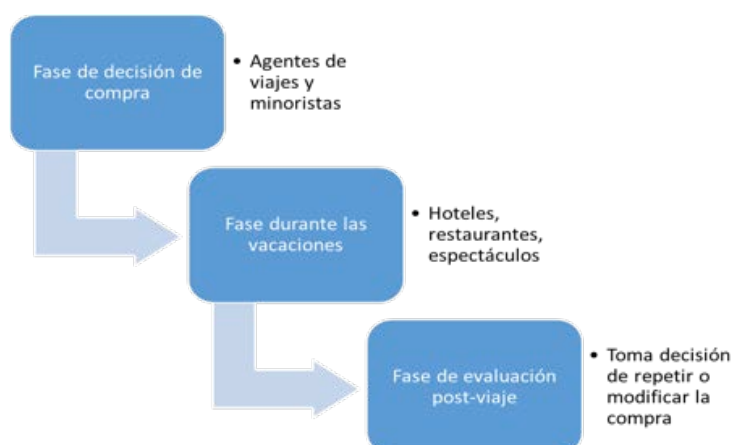 Fase de decisión de
compra
• Agentes de
viajes y
minoristas
Fase durante las
vacaciones
• Hoteles,
restaurantes,
espectáculos
Fase de evaluación
post-viaje
• Toma decisión
de repetir o
modificar la
compra